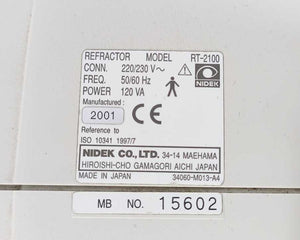 REFRACTOR MODEL RT-2100
CONN. 220/230 V~
FREQ. 50/60 Hz
POWER 120 VA
NIDEK
Manufactured :
2001
CE
Reference to
ISO 10341 1997/7
NIDEK CO., LTD. 34-14 MAEHAMA
HIROISHI-CHO GAMAGORI AICHI JAPAN
MADE IN JAPAN 34060-M013-A4
MB NO. 15602